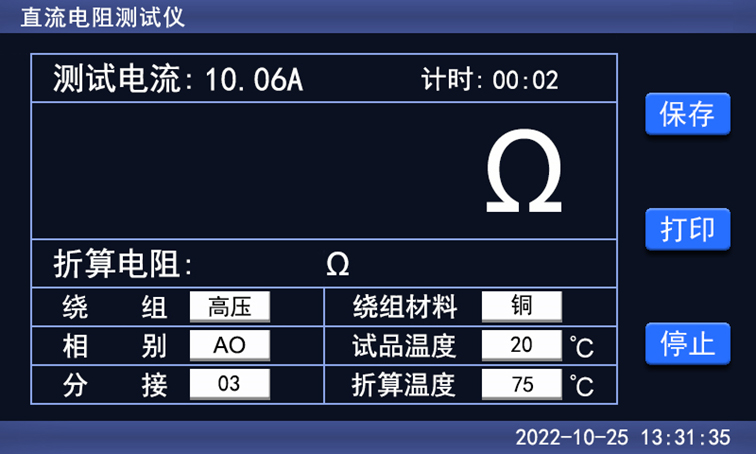 直流电阻测试仪
测试电流: 10.06A 计时: 00:02
保存
Ω
打印
折算电阻: Ω
绕 组 高压 绕组材料 铜
相 别 AO 试品温度 20 ℃
停止
分 接 03 折算温度 75 ℃
2022-10-25 13:31:35